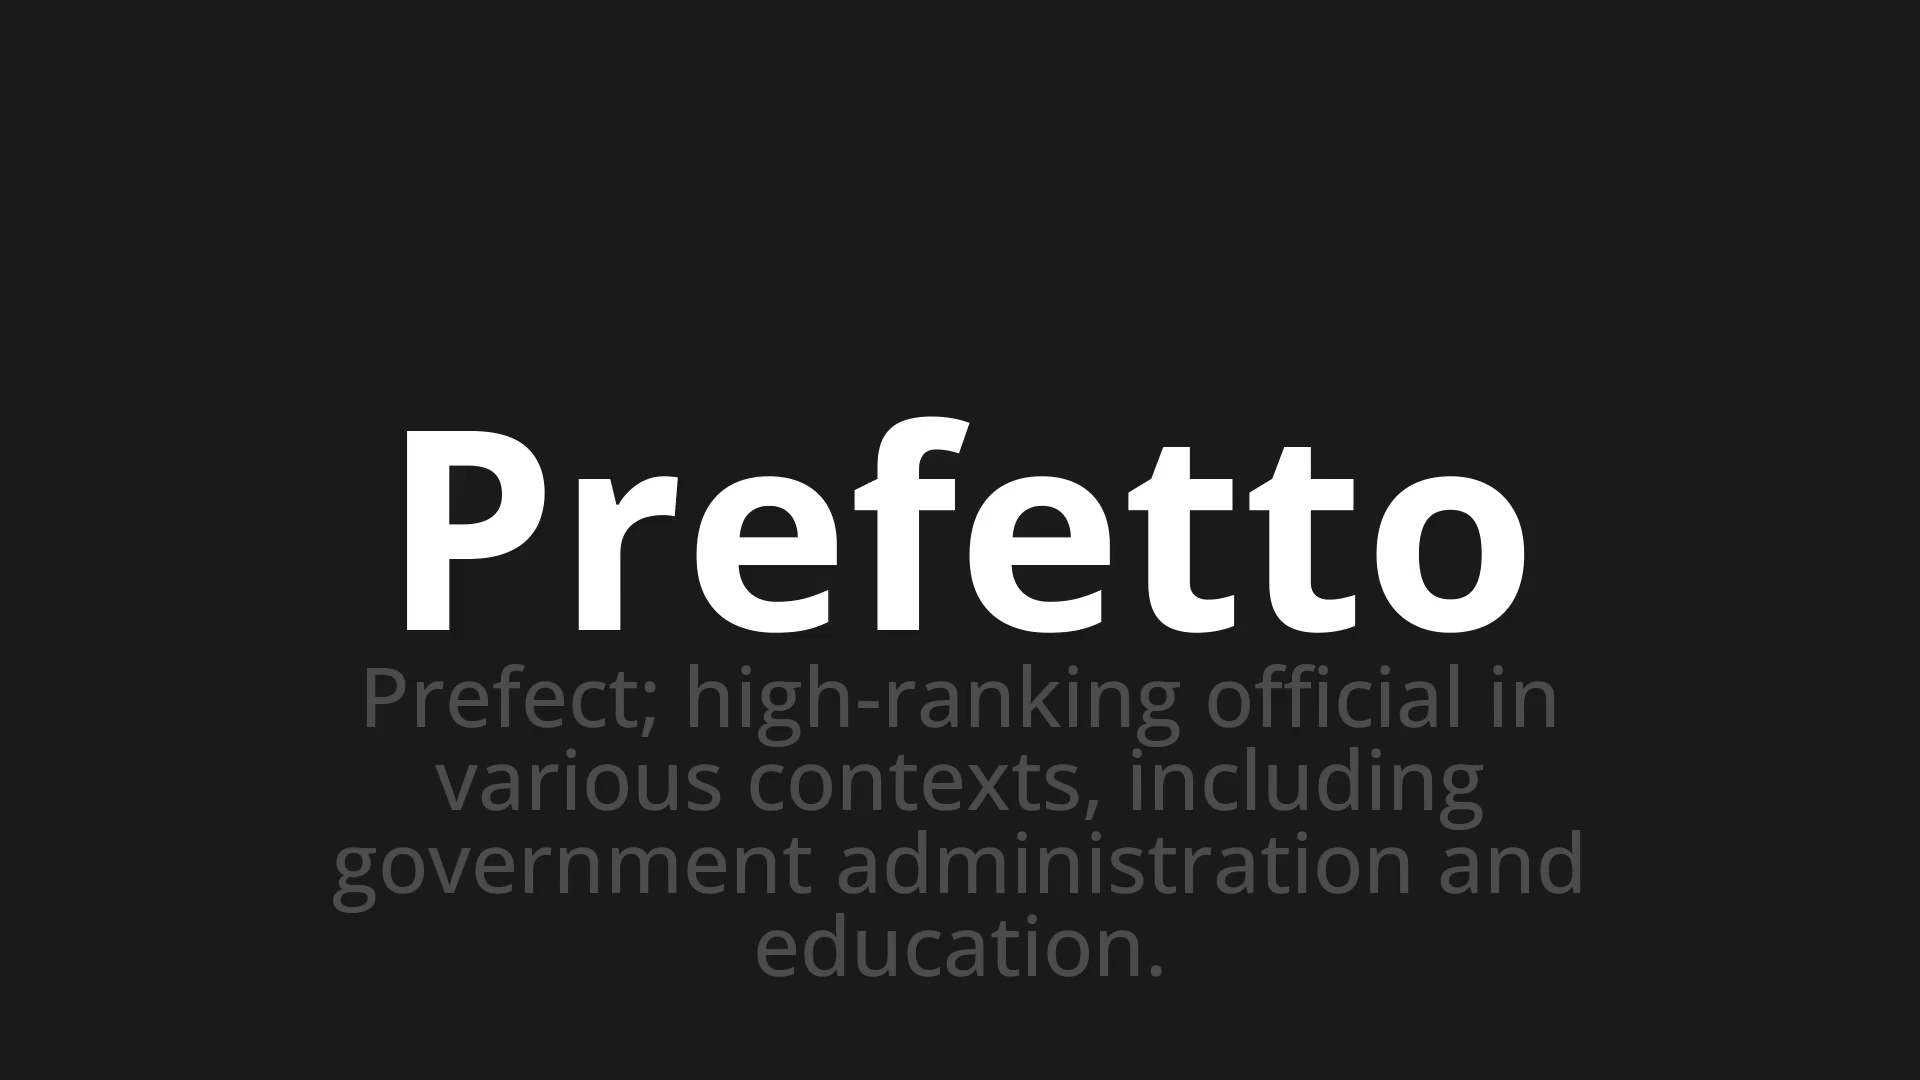 Prefetto
Prefect; high-ranking official in
various contexts, including
government administration and
education.